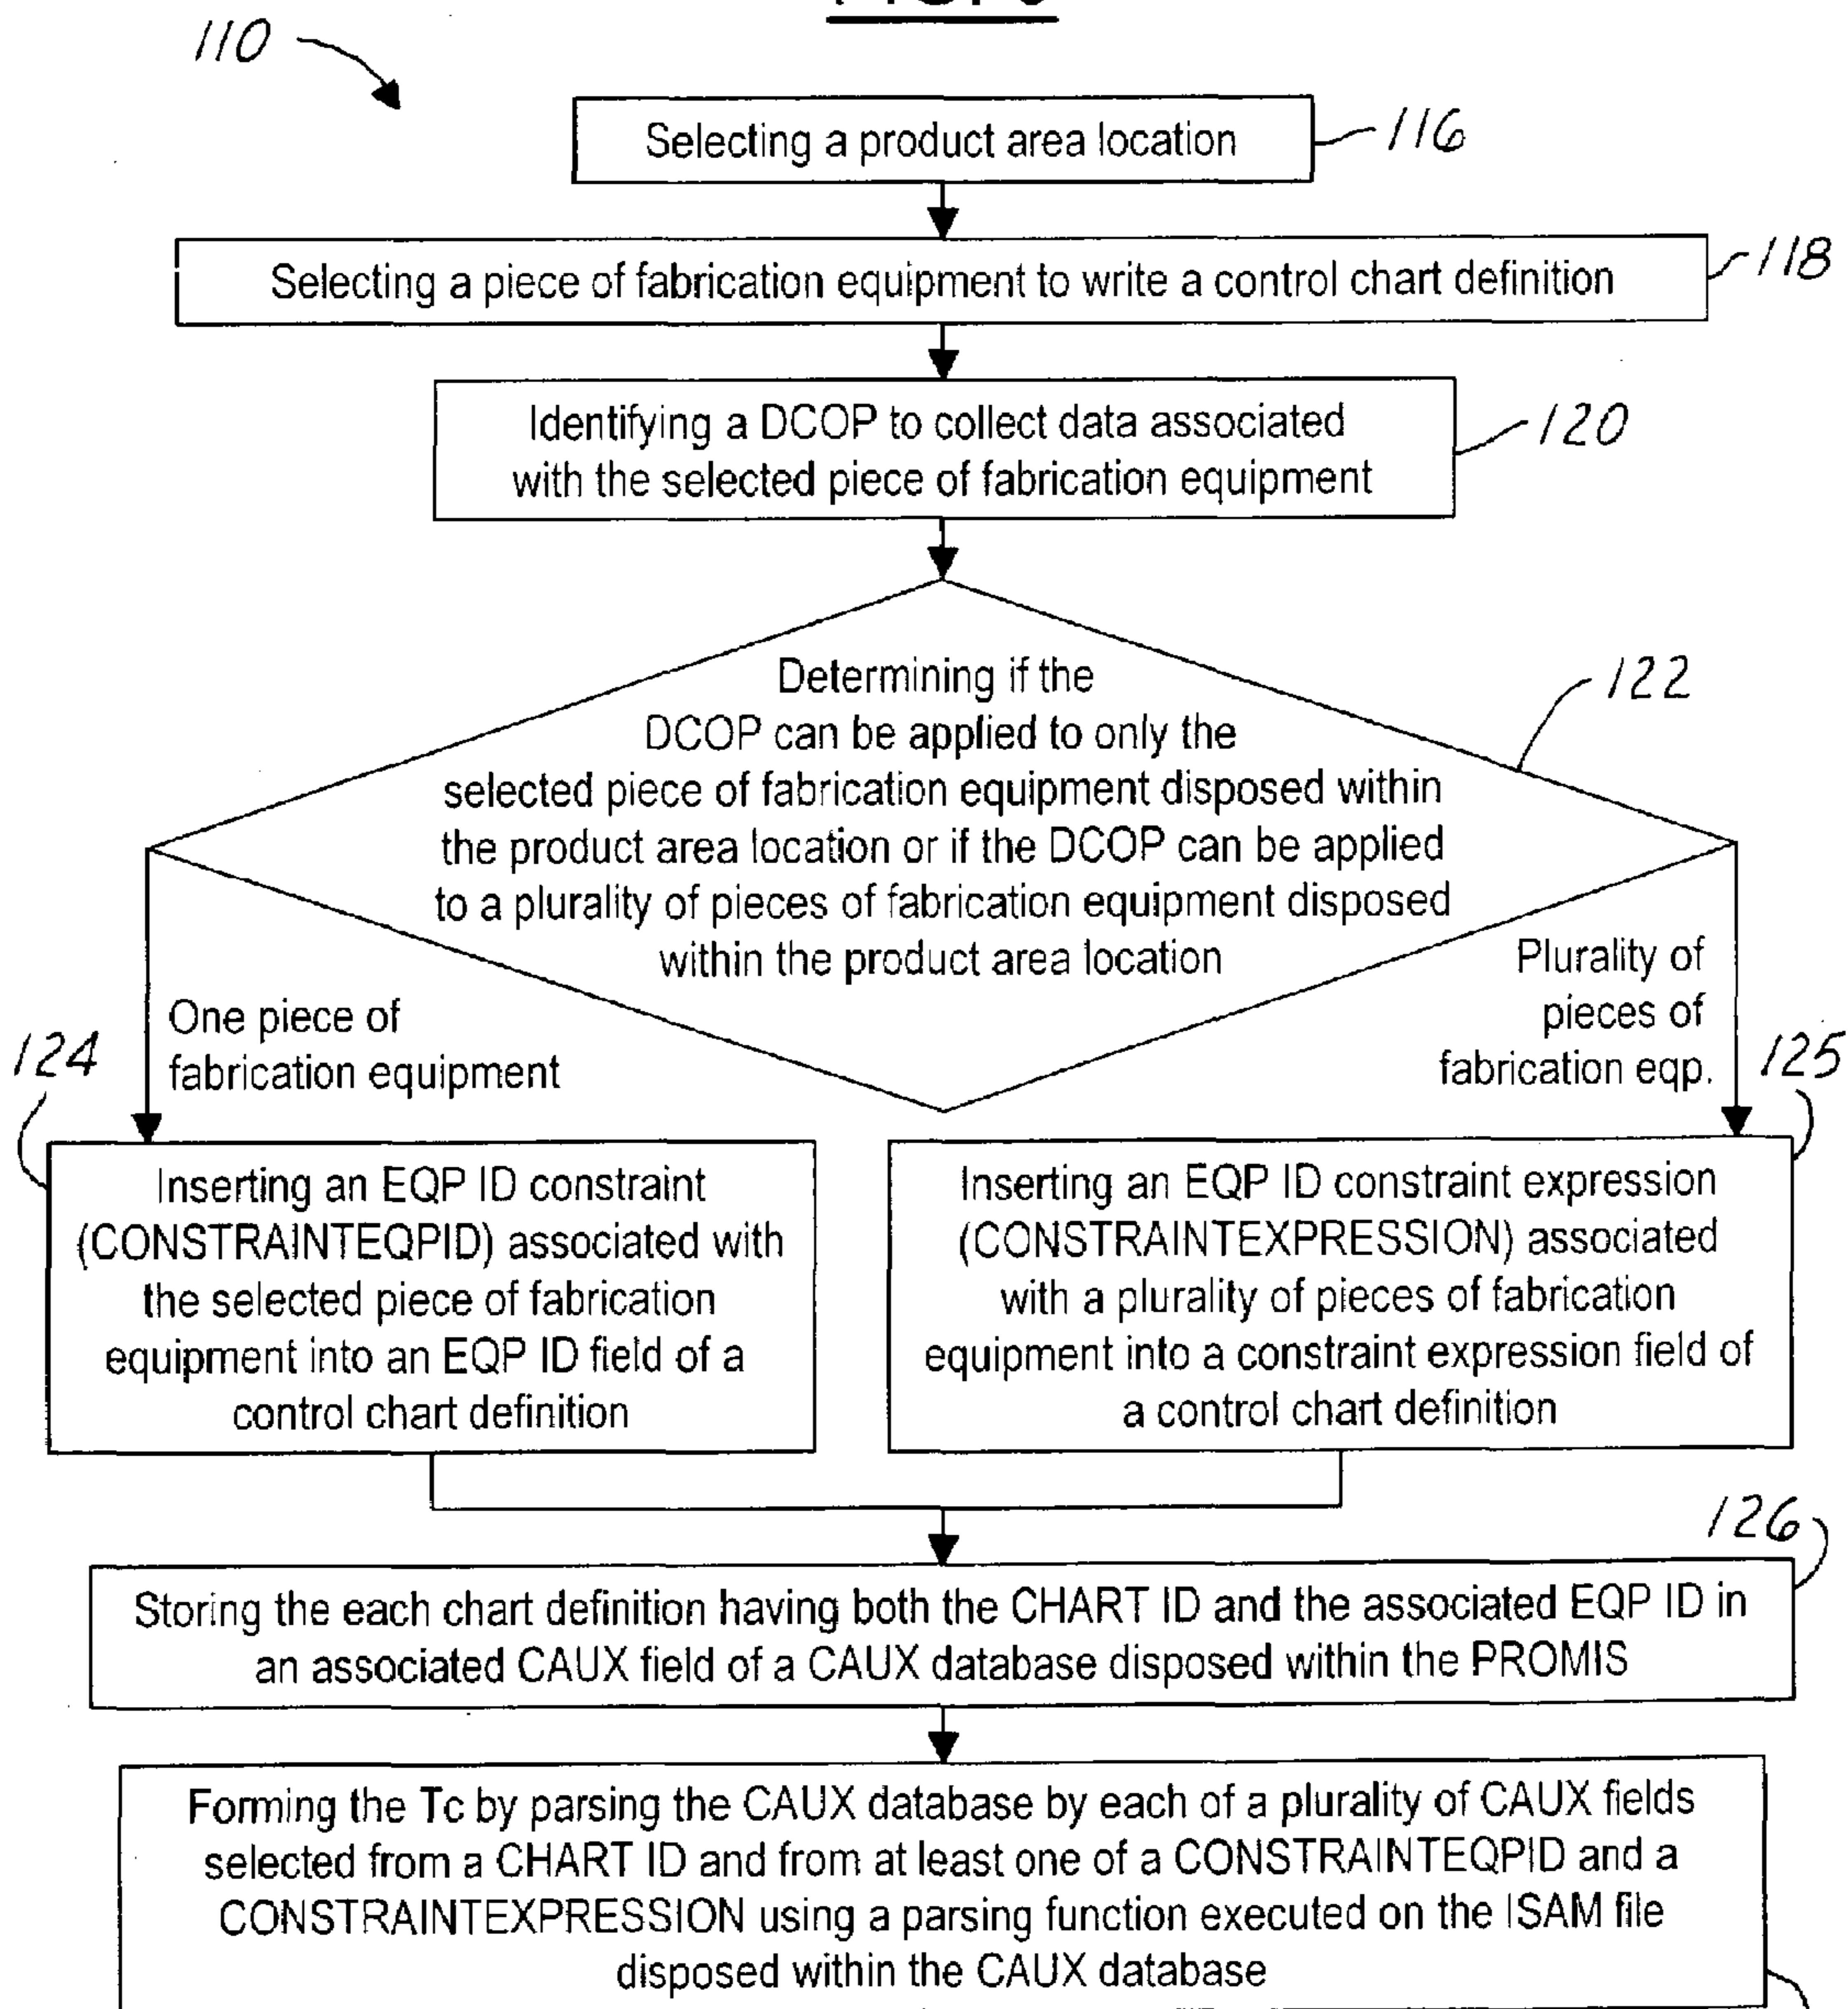 110
Selecting a product area location
116
Selecting a piece of fabrication equipment to write a control chart definition
118
Identifying a DCOP to collect data associated
with the selected piece of fabrication equipment
120
Determining if the
DCOP can be applied to only the
selected piece of fabrication equipment disposed within
the product area location or if the DCOP can be applied
to a plurality of pieces of fabrication equipment disposed
within the product area location
122
One piece of
fabrication equipment
Plurality of
pieces of
fabrication eqp.
124
Inserting an EQP ID constraint
(CONSTRAINTEQPID) associated with
the selected piece of fabrication
equipment into an EQP ID field of a
control chart definition
125
Inserting an EQP ID constraint expression
(CONSTRAINTEXPRESSION) associated
with a plurality of pieces of fabrication
equipment into a constraint expression field of
a control chart definition
126
Storing the each chart definition having both the CHART ID and the associated EQP ID in
an associated CAUX field of a CAUX database disposed within the PROMIS
Forming the Tc by parsing the CAUX database by each of a plurality of CAUX fields
selected from a CHART ID and from at least one of a CONSTRAINTEQPID and a
CONSTRAINTEXPRESSION using a parsing function executed on the ISAM file
disposed within the CAUX database